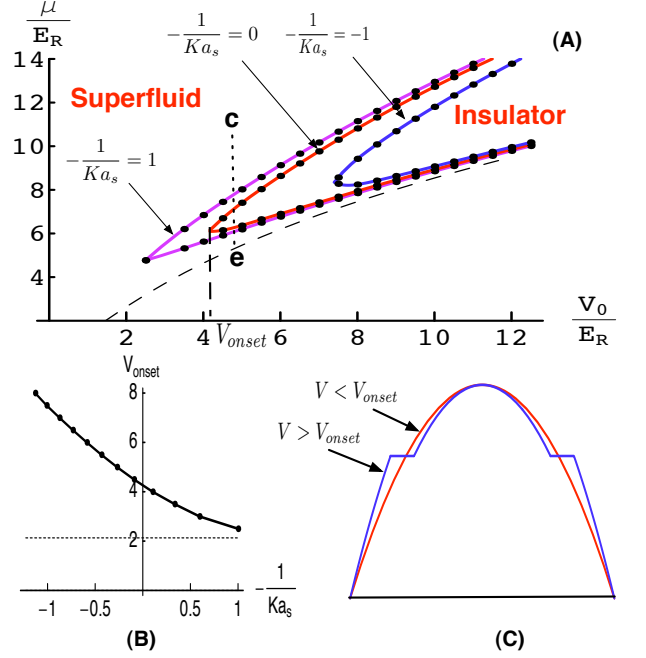 μ/E_R
-1/Ka_s = 0
-1/Ka_s = -1
(A)
14
Superfluid
12
c
Insulator
10
-1/Ka_s = 1
8
6
e
4
2 4 6 8 10 12
V_onset
V_0/E_R
V_onset
8
6
4
2
-1 -0.5 0 0.5 1
-1/Ka_s
(B)
V < V_onset
V > V_onset
(C)